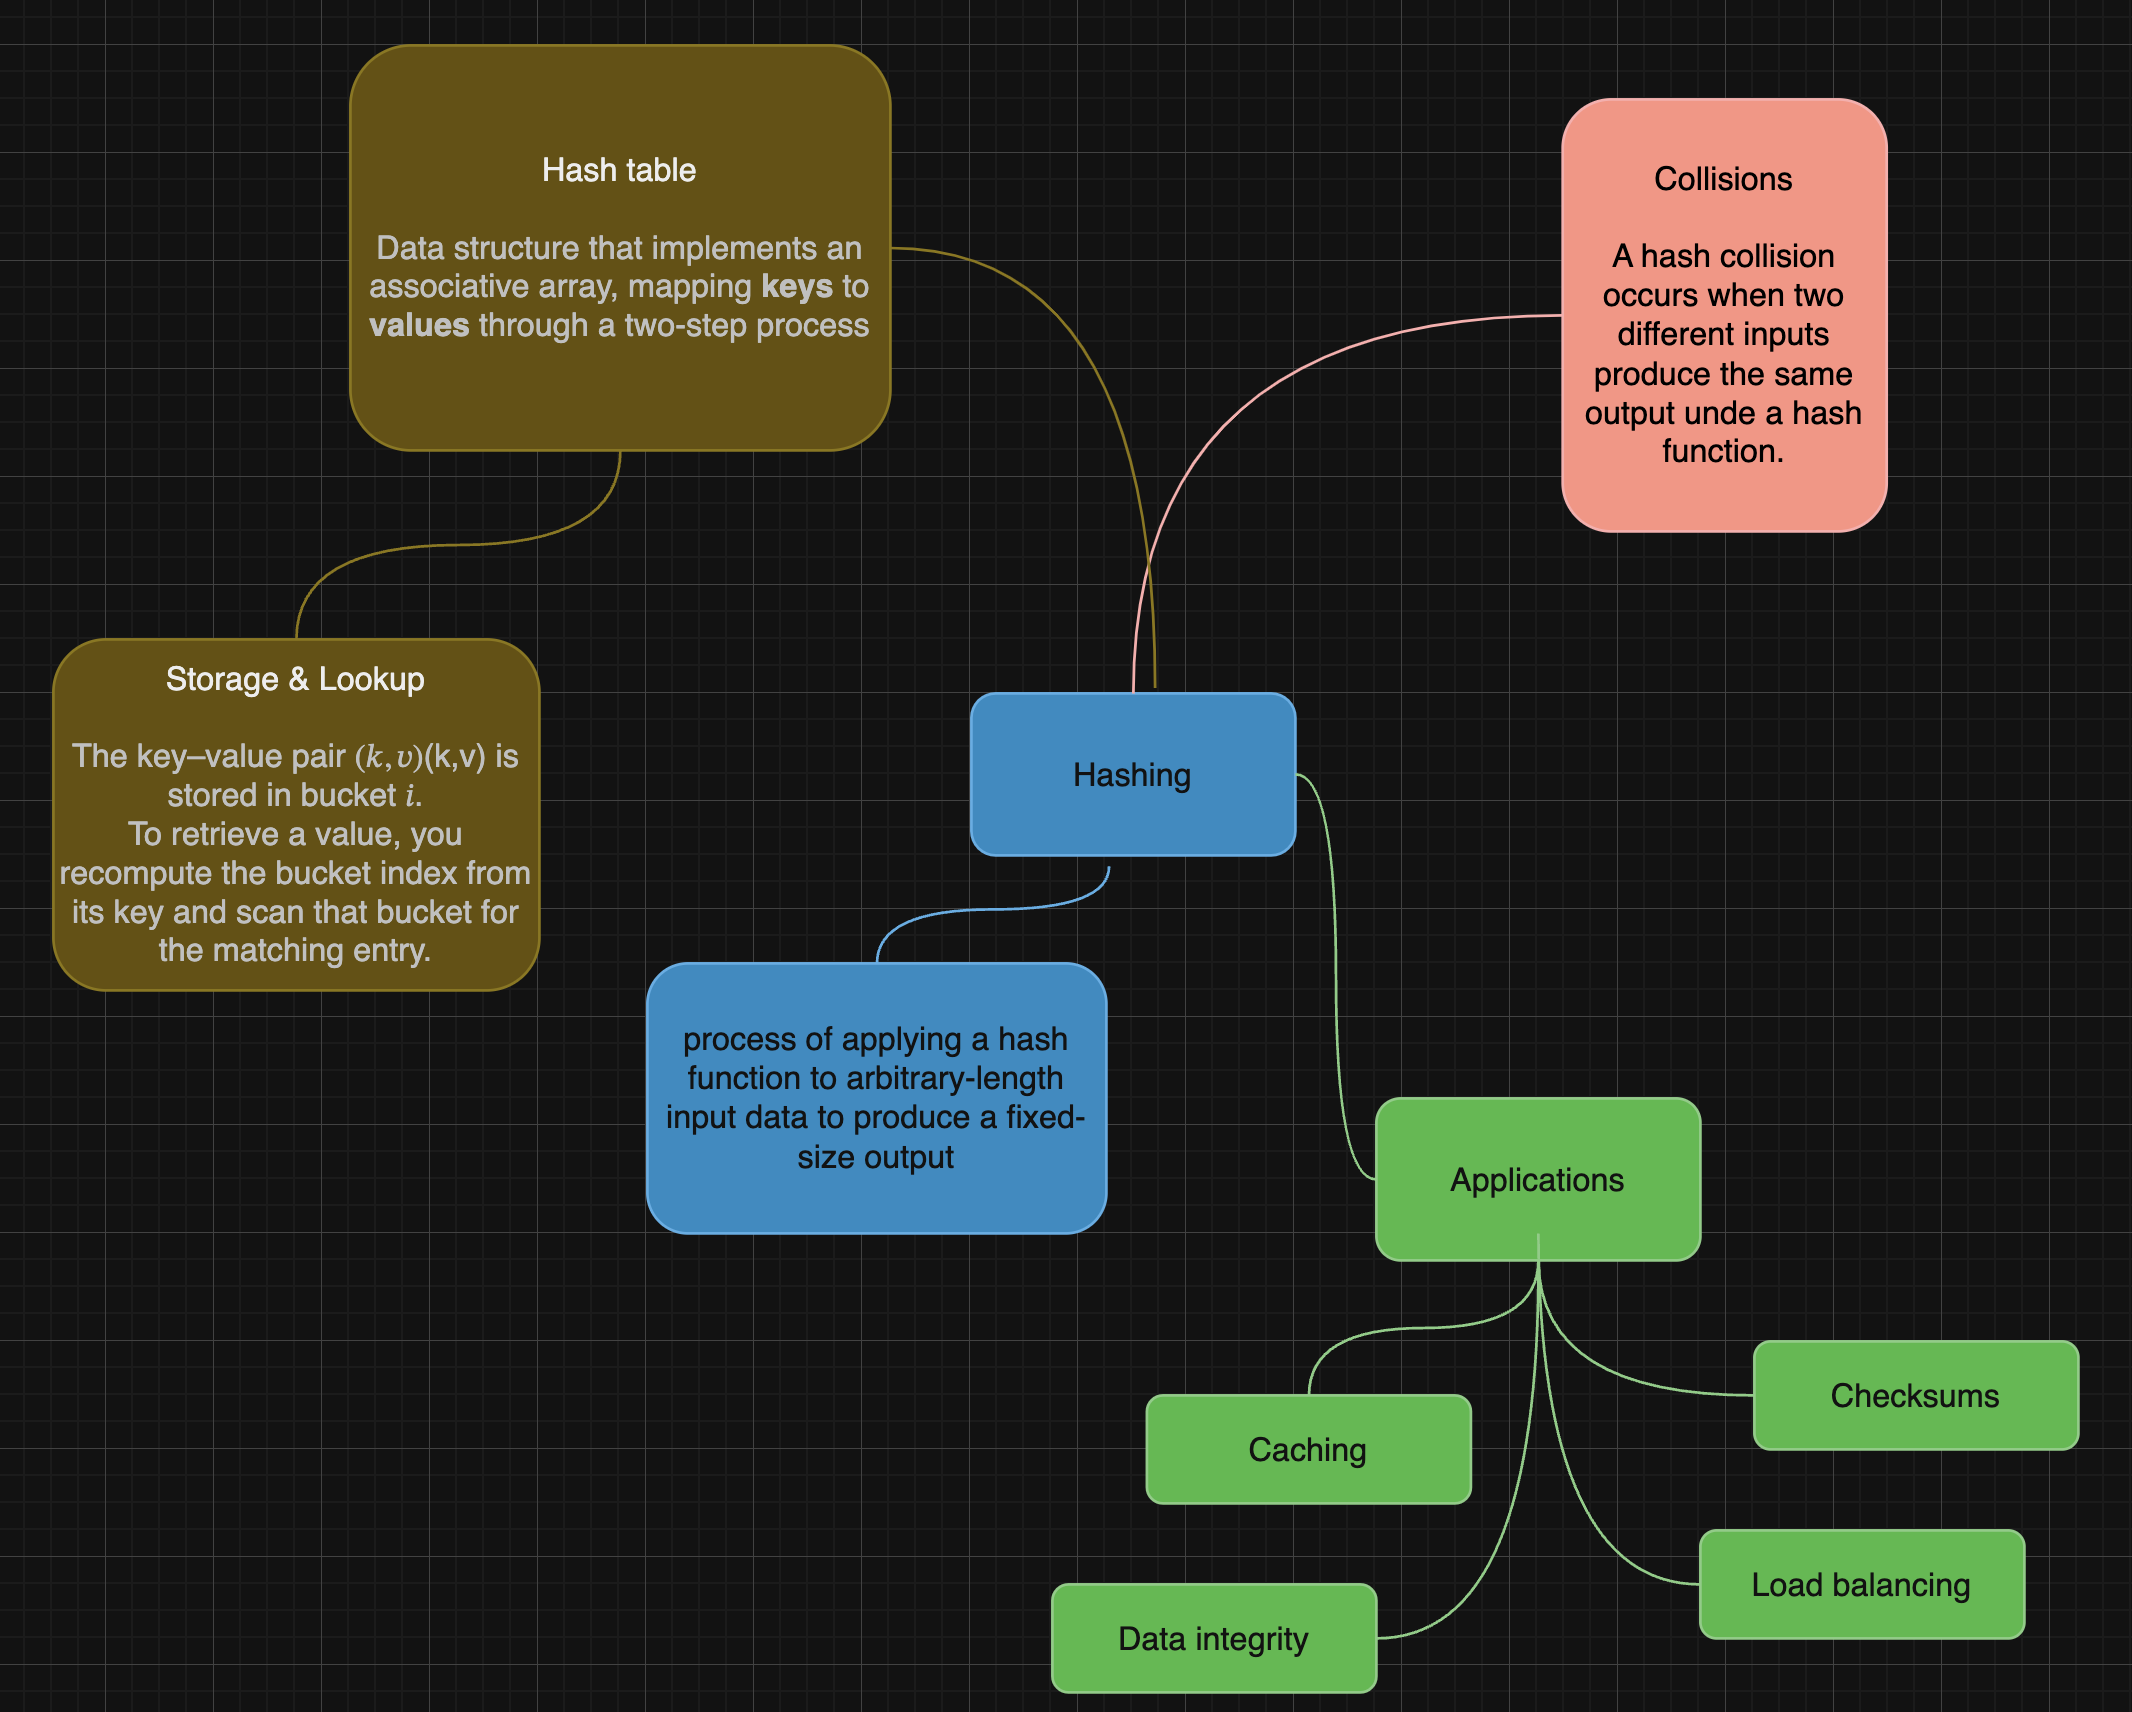 Hash table
Data structure that implements an
associative array, mapping keys to
values through a two-step process
Collisions
A hash collision
occurs when two
different inputs
produce the same
output unde a hash
function.
Storage & Lookup
The key–value pair (k, v)(k,v) is
stored in bucket i.
To retrieve a value, you
recompute the bucket index from
its key and scan that bucket for
the matching entry.
Hashing
process of applying a hash
function to arbitrary-length
input data to produce a fixed-
size output
Applications
Caching
Checksums
Data integrity
Load balancing